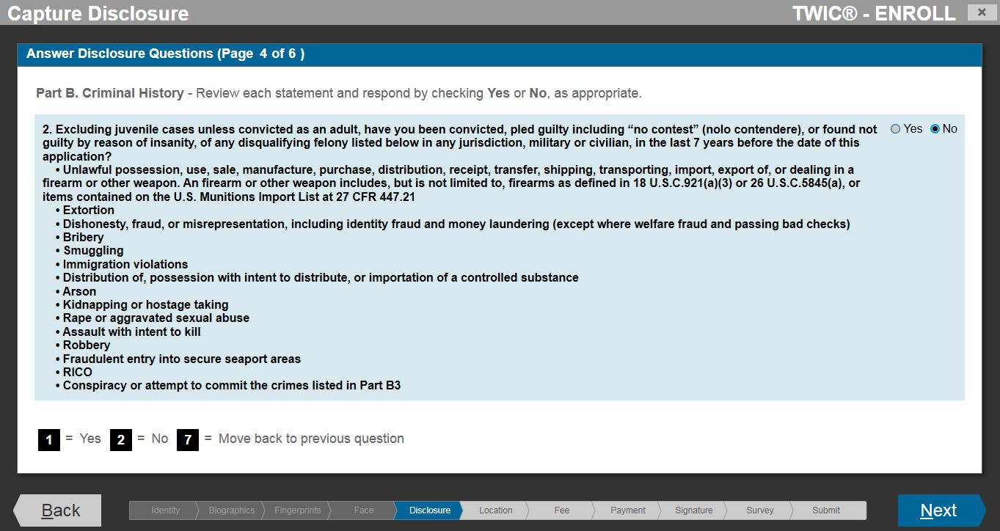 Capture Disclosure
TWIC® - ENROLL
×
Answer Disclosure Questions (Page 4 of 6 )
Part B. Criminal History - Review each statement and respond by checking Yes or No, as appropriate.
2. Excluding juvenile cases unless convicted as an adult, have you been convicted, pled guilty including “no contest” (nolo contendere), or found not
guilty by reason of insanity, of any disqualifying felony listed below in any jurisdiction, military or civilian, in the last 7 years before the date of this
application?
Yes No
• Unlawful possession, use, sale, manufacture, purchase, distribution, receipt, transfer, shipping, transporting, import, export of, or dealing in a
firearm or other weapon. An firearm or other weapon includes, but is not limited to, firearms as defined in 18 U.S.C.921(a)(3) or 26 U.S.C.5845(a), or
items contained on the U.S. Munitions Import List at 27 CFR 447.21
• Extortion
• Dishonesty, fraud, or misrepresentation, including identity fraud and money laundering (except where welfare fraud and passing bad checks)
• Bribery
• Smuggling
• Immigration violations
• Distribution of, possession with intent to distribute, or importation of a controlled substance
• Arson
• Kidnapping or hostage taking
• Rape or aggravated sexual abuse
• Assault with intent to kill
• Robbery
• Fraudulent entry into secure seaport areas
• RICO
• Conspiracy or attempt to commit the crimes listed in Part B3
1 = Yes 2 = No 7 = Move back to previous question
Back
Identity Biographics Fingerprints Face Disclosure Location Fee Payment Signature Survey Submit
Next